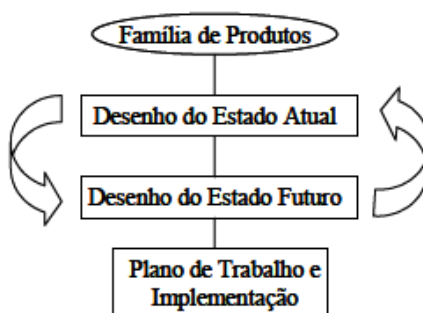 Família de Produtos
Desenho do Estado Atual
Desenho do Estado Futuro
Plano de Trabalho e
Implementação